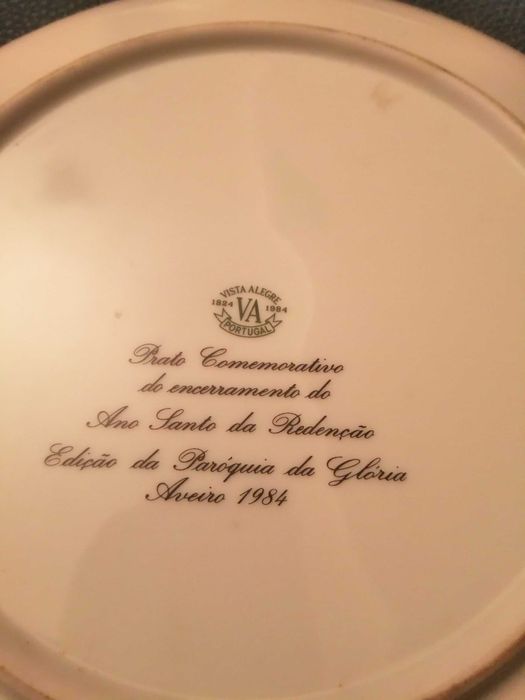 VISTA ALEGRE
1824 VA 1984
PORTUGAL
Prato Comemorativo
do encerramento do
Ano Santo da Redenção
Edição da Paróquia da Glória
Aveiro 1984